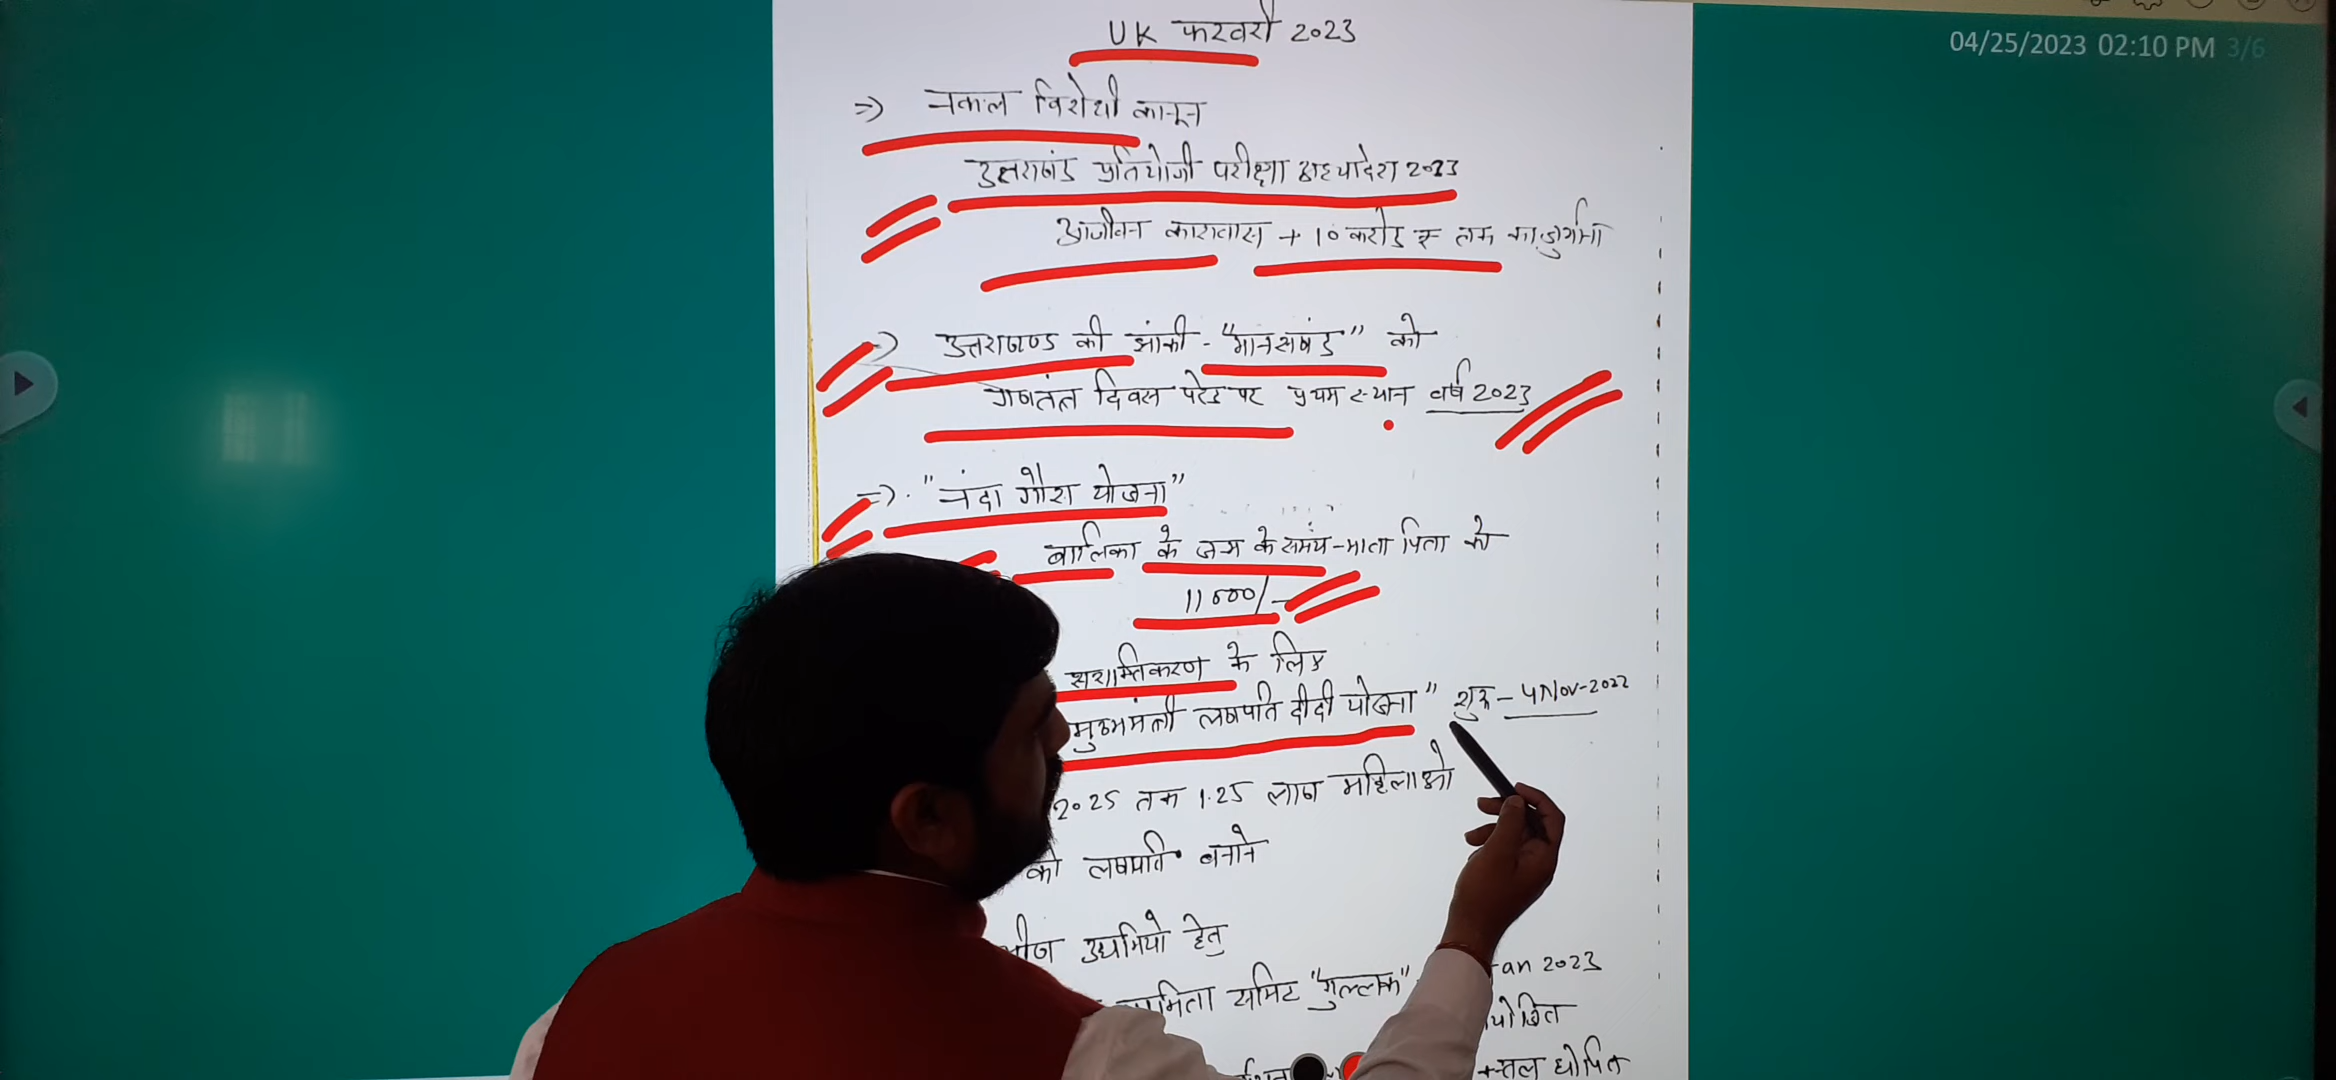 04/25/2023 02:10 PM 3/6
UK फरवरी 2023
=> नकल विरोधी कानून
उत्तराखंड प्रतियोगी परीक्षा अध्यादेश 2023
आजीवन कारावास + 10 करोड़ ₹ तक का जुर्माना
=> उत्तराखण्ड की झांकी - "मानसखंड" को
गणतंत्र दिवस परेड पर प्रथम स्थान वर्ष 2023
=> "नंदा गौरा योजना"
बालिका के जन्म के समय - माता पिता को
11000/-
सशक्तिकरण के लिए
मुख्यमंत्री लखपति दीदी योजना" शुरू - 4 Nov - 2022
2025 तक 1.25 लाख महिलाओ
को लखपति बनाने
उद्यमियो हेतु
समिट "गुल्लक" 2023
घोषित